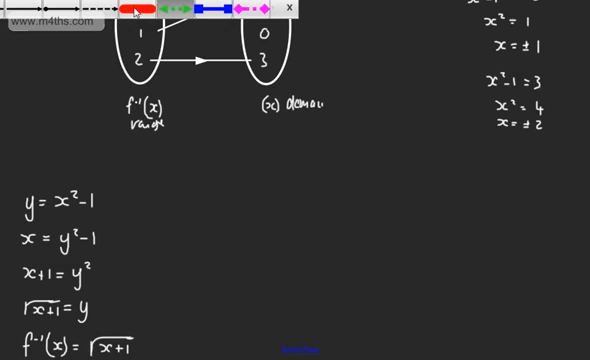 www.m4ths.com
x
1
0
2
3
f⁻¹(x)
range
(x)
x² = 1
x = ± 1
x²-1 = 3
x² = 4
x = ± 2
y = x²-1
x = y²-1
x+1 = y²
√x+1 = y
f⁻¹(x) = √x+1